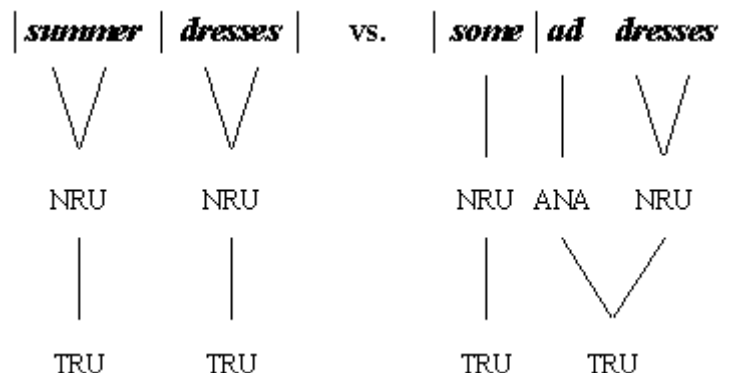 | summer | dresses | vs. | some | ad dresses
NRU NRU NRU ANA NRU
TRU TRU TRU TRU